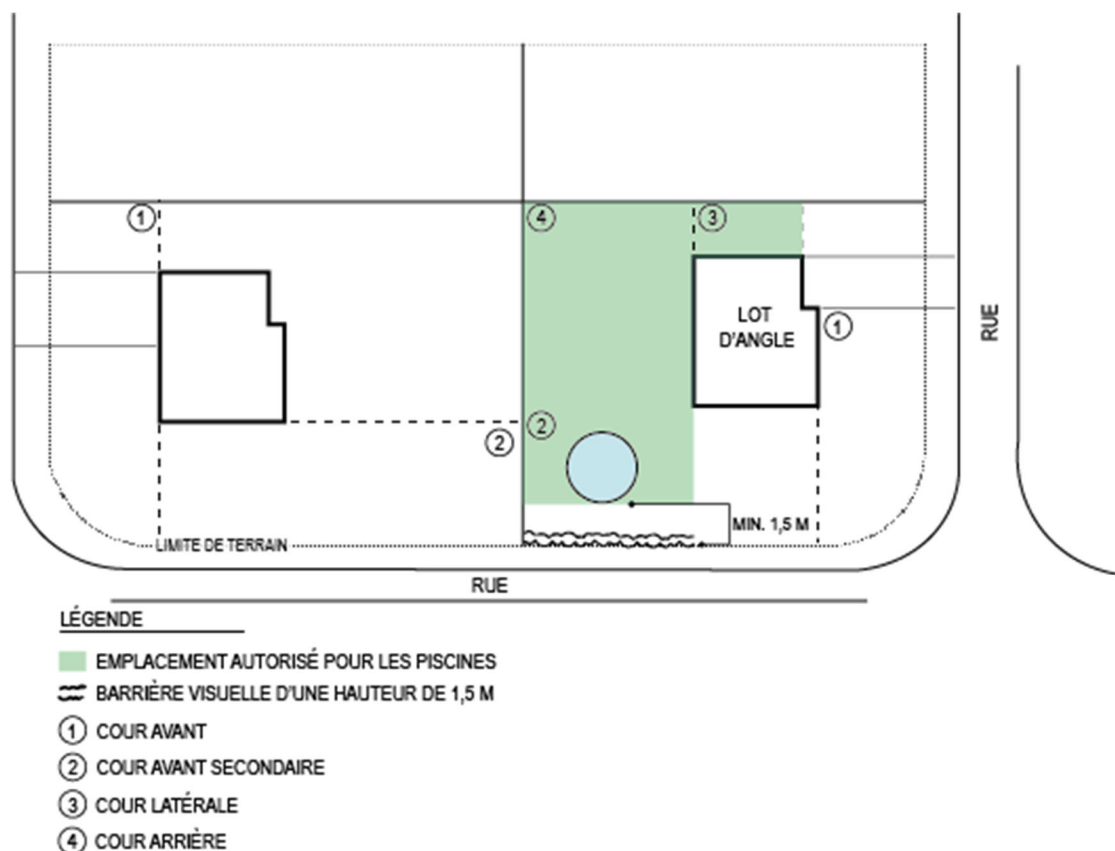 1
4
3
LOT
D'ANGLE
1
RUE
2
2
MIN. 1,5 M
LIMITE DE TERRAIN
RUE
LÉGENDE
EMPLACEMENT AUTORISÉ POUR LES PISCINES
BARRIÈRE VISUELLE D'UNE HAUTEUR DE 1,5 M
1 COUR AVANT
2 COUR AVANT SECONDAIRE
3 COUR LATÉRALE
4 COUR ARRIÈRE